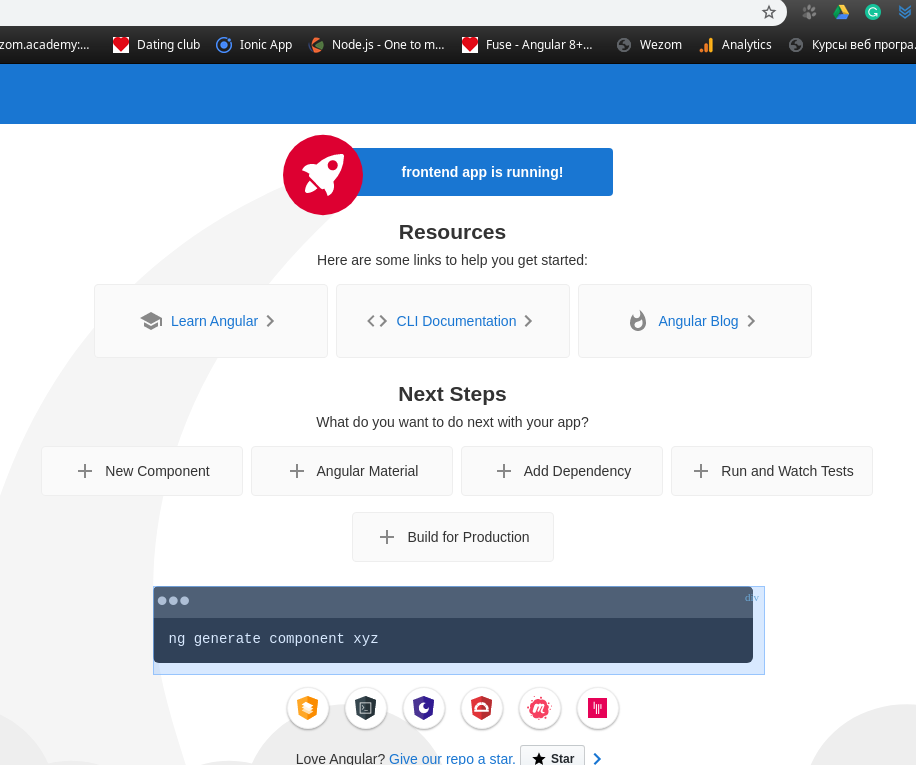 zom.academy:... Dating club Ionic App Node.js - One to m... Fuse - Angular 8+... Wezom Analytics Курсы веб програ
frontend app is running!
Resources
Here are some links to help you get started:
Learn Angular CLI Documentation Angular Blog
Next Steps
What do you want to do next with your app?
New Component Angular Material Add Dependency Run and Watch Tests
Build for Production
div
ng generate component xyz
Love Angular? Give our repo a star. Star